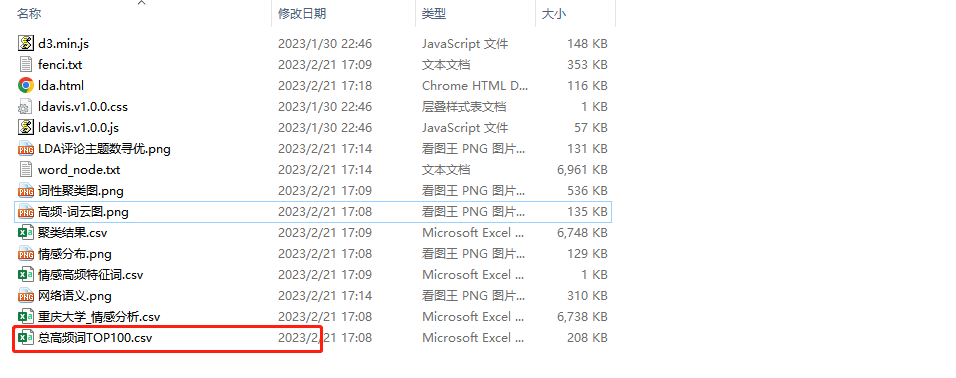 名称 修改日期 类型 大小
d3.min.js 2023/1/30 22:46 JavaScript 文件 148 KB
fenci.txt 2023/2/21 17:09 文本文档 353 KB
lda.html 2023/2/21 17:18 Chrome HTML D... 116 KB
ldavis.v1.0.0.css 2023/1/30 22:46 层叠样式表文档 1 KB
ldavis.v1.0.0.js 2023/1/30 22:46 JavaScript 文件 57 KB
LDA评论主题数寻优.png 2023/2/21 17:14 看图王 PNG 图片... 131 KB
word_node.txt 2023/2/21 17:14 文本文档 6,961 KB
词性聚类图.png 2023/2/21 17:09 看图王 PNG 图片... 536 KB
高频-词云图.png 2023/2/21 17:08 看图王 PNG 图片... 135 KB
聚类结果.csv 2023/2/21 17:09 Microsoft Excel ... 6,748 KB
情感分布.png 2023/2/21 17:08 看图王 PNG 图片... 129 KB
情感高频特征词.csv 2023/2/21 17:09 Microsoft Excel ... 1 KB
网络语义.png 2023/2/21 17:14 看图王 PNG 图片... 310 KB
重庆大学_情感分析.csv 2023/2/21 17:08 Microsoft Excel ... 6,738 KB
总高频词TOP100.csv 2023/2/21 17:08 Microsoft Excel ... 208 KB